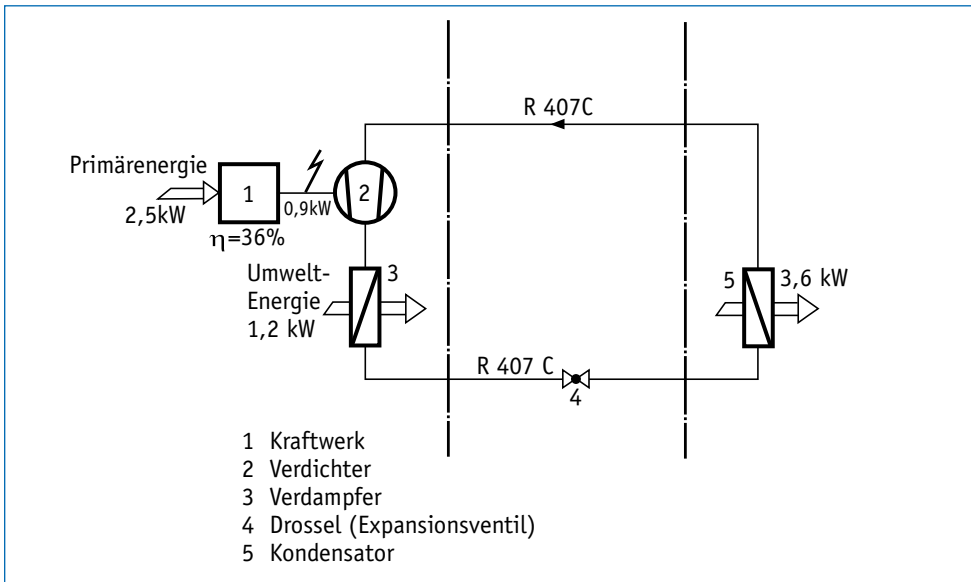 R 407C
Primärenergie
2,5kW
1
η=36%
0,9kW
2
Umwelt-
Energie
1,2 kW
3
5
3,6 kW
R 407 C
4
1 Kraftwerk
2 Verdichter
3 Verdampfer
4 Drossel (Expansionsventil)
5 Kondensator